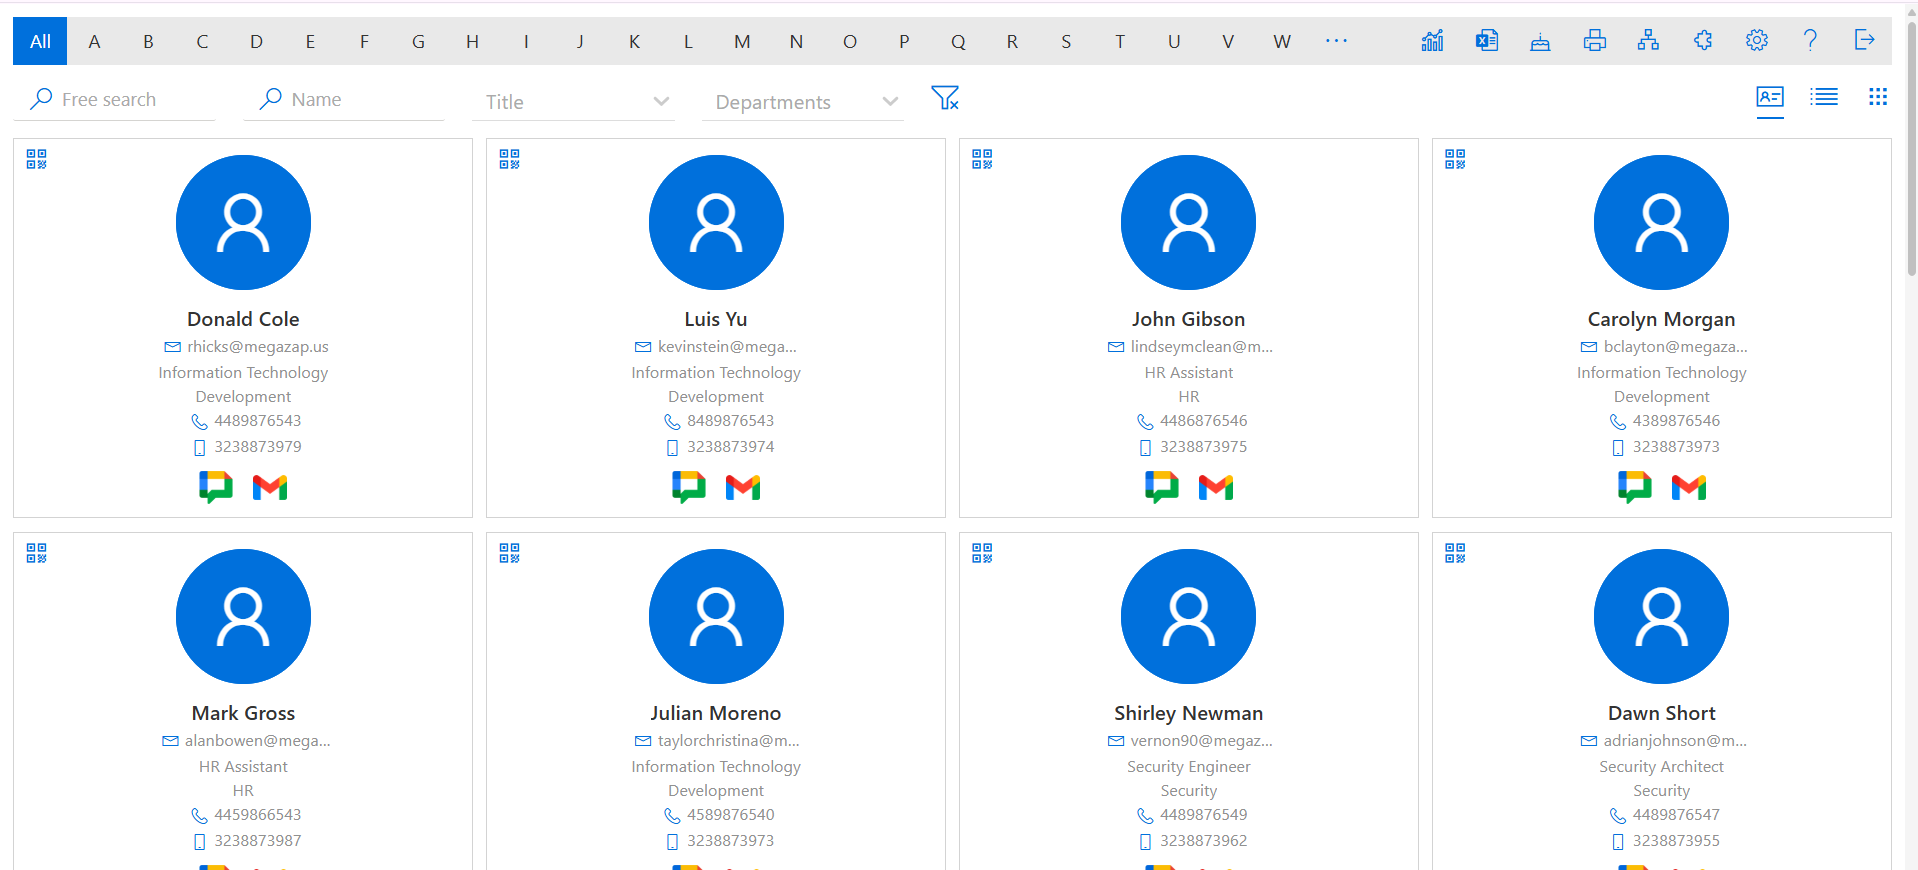 All A B C D E F G H I J K L M N O P Q R S T U V W ...
Free search Name Title Departments
Donald Cole
rhicks@megazap.us
Information Technology
Development
4489876543
3238873979
Luis Yu
kevinstein@mega...
Information Technology
Development
8489876543
3238873974
John Gibson
lindseymclean@m...
HR Assistant
HR
4486876546
3238873975
Carolyn Morgan
bclayton@megaza...
Information Technology
Development
4389876546
3238873973
Mark Gross
alanbowen@mega...
HR Assistant
HR
4459866543
3238873987
Julian Moreno
taylorchristina@m...
Information Technology
Development
4589876540
3238873973
Shirley Newman
vernon90@megaz...
Security Engineer
Security
4489876549
3238873962
Dawn Short
adrianjohnson@m...
Security Architect
Security
4489876547
3238873955